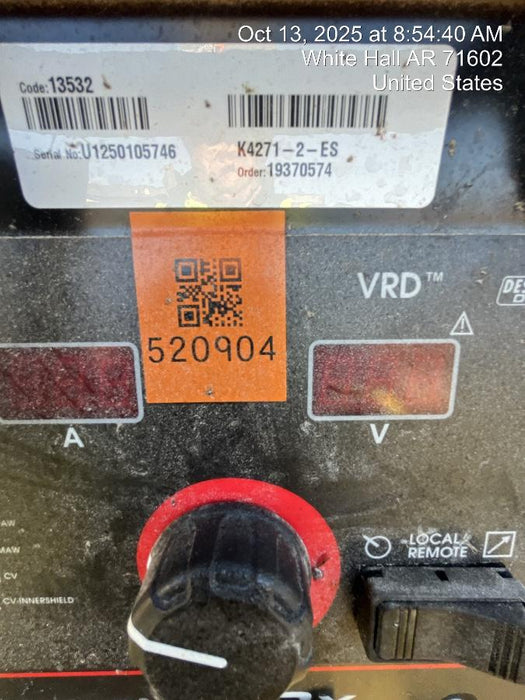 Oct 13, 2025 at 8:54:40 AM
White Hall AR 71602
United States
Code:13532
Serial No:U1250105746
K4271-2-ES
Order:19370574
VRD™
520904
A
V
LOCAL
REMOTE
CV
CV-INNERSHIELD